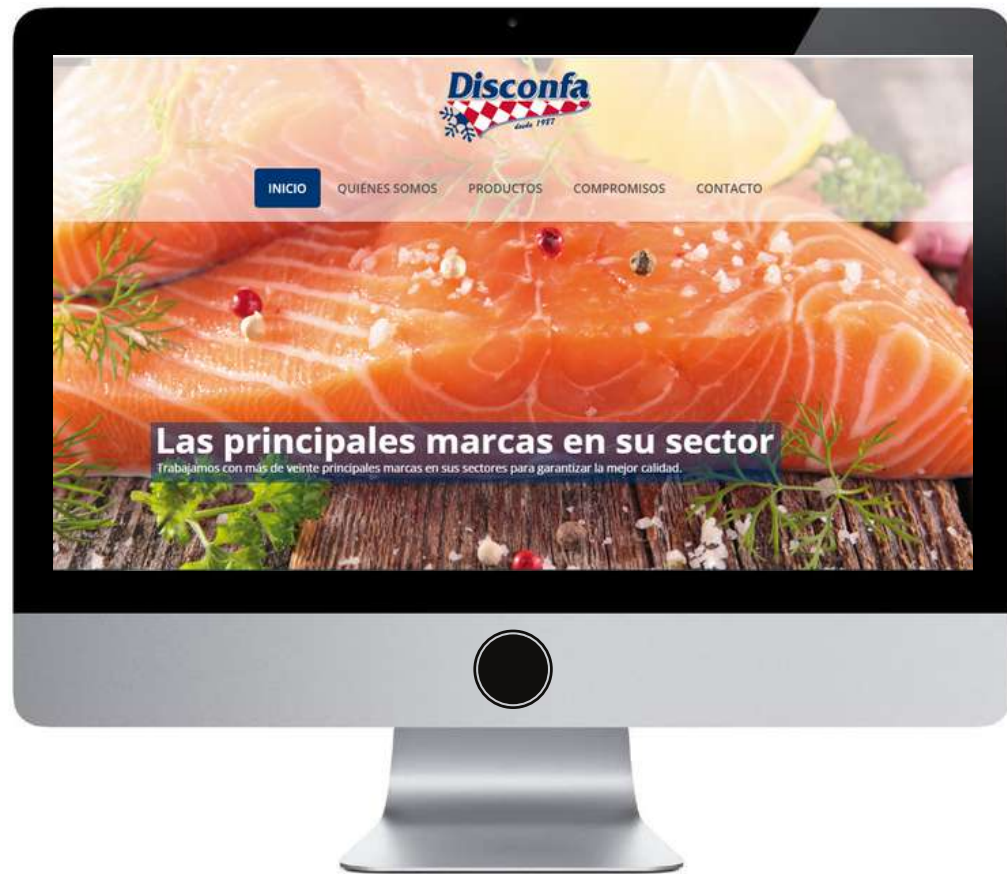 Disconfa
desde 1987
INICIO QUIÉNES SOMOS PRODUCTOS COMPROMISOS CONTACTO
Las principales marcas en su sector
Trabajamos con más de veinte principales marcas en sus sectores para garantizar la mejor calidad.